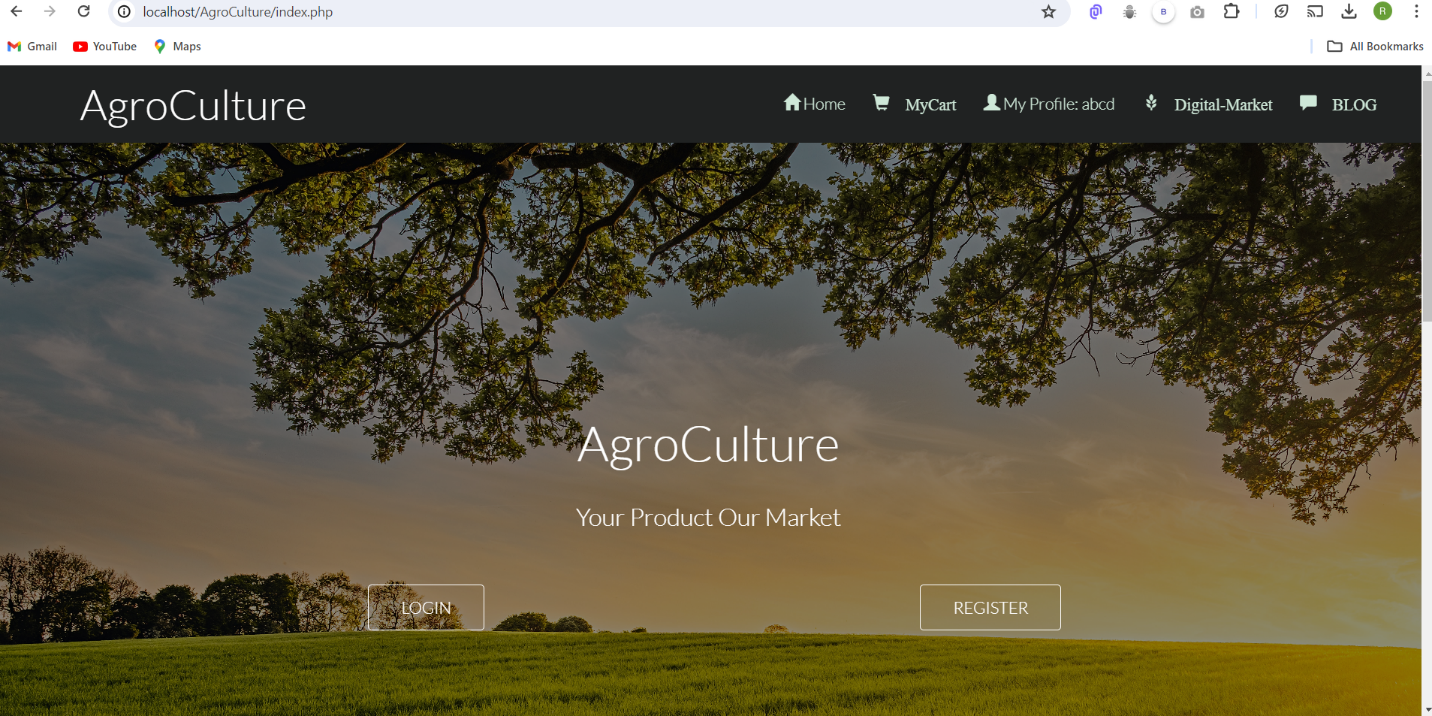 localhost/AgroCulture/index.php
B
R
Gmail YouTube Maps All Bookmarks
AgroCulture Home MyCart My Profile: abcd Digital-Market BLOG
AgroCulture
Your Product Our Market
LOGIN REGISTER